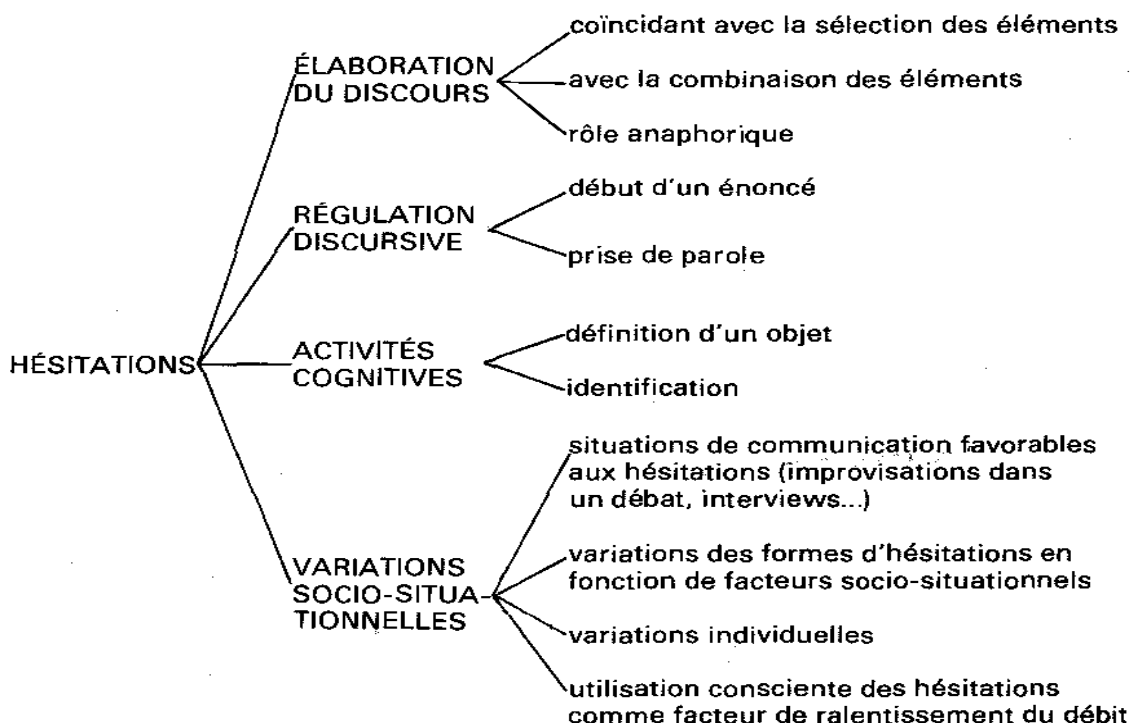 coïncidant avec la sélection des éléments
ÉLABORATION
DU DISCOURS
avec la combinaison des éléments
rôle anaphorique
début d'un énoncé
RÉGULATION
DISCURSIVE
prise de parole
définition d'un objet
HÉSITATIONS
ACTIVITÉS
COGNITIVES
identification
situations de communication favorables
aux hésitations (improvisations dans
un débat, interviews...)
VARIATIONS
SOCIO-SITUA-
TIONNELLES
variations des formes d'hésitations en
fonction de facteurs socio-situationnels
variations individuelles
utilisation consciente des hésitations
comme facteur de ralentissement du débit